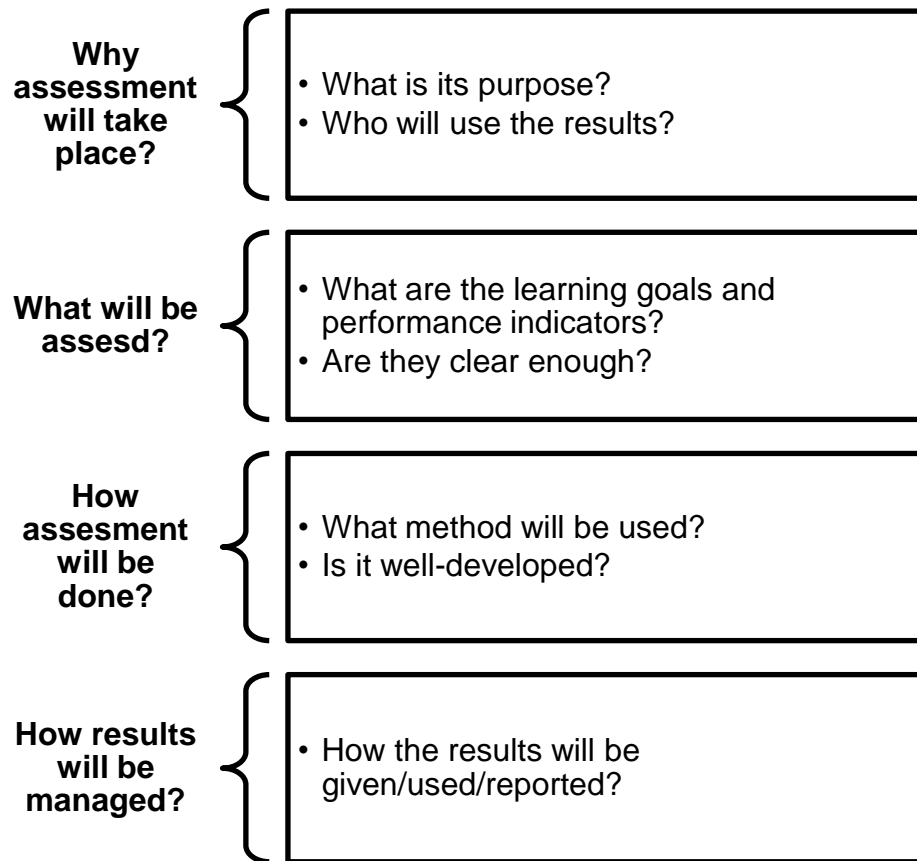 Why
assessment
will take
place?
• What is its purpose?
• Who will use the results?
What will be
assesd?
• What are the learning goals and
performance indicators?
• Are they clear enough?
How
assesment
will be
done?
• What method will be used?
• Is it well-developed?
How results
will be
managed?
• How the results will be
given/used/reported?